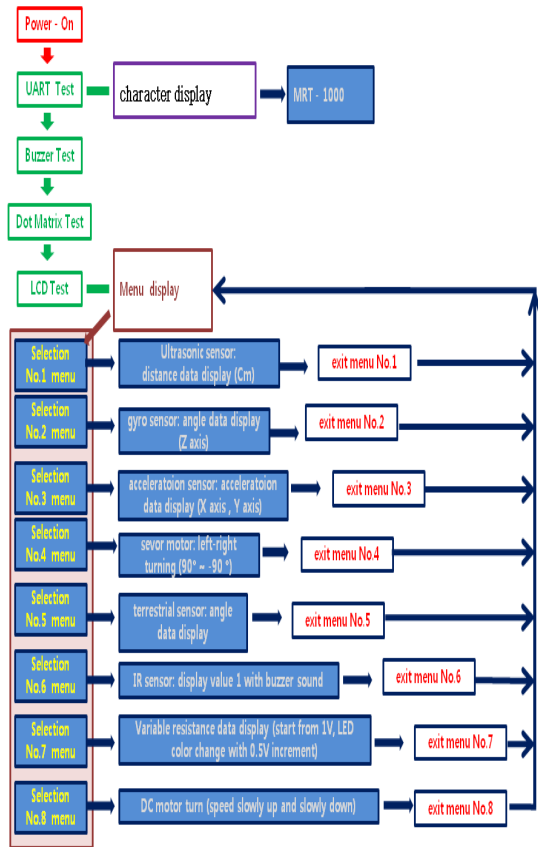 Power - On
UART Test
character display
MRT - 1000
Buzzer Test
Dot Matrix Test
LCD Test
Menu display
Selection
No.1 menu
Ultrasonic sensor:
distance data display (Cm)
exit menu No.1
Selection
No.2 menu
gyro sensor: angle data display
(Z axis)
exit menu No.2
Selection
No.3 menu
acceleratoion sensor: acceleratoion
data display (X axis , Y axis)
exit menu No.3
Selection
No.4 menu
sevor motor: left-right
turning (90° ~ -90 °)
exit menu No.4
Selection
No.5 menu
terrestrial sensor: angle
data display
exit menu No.5
Selection
No.6 menu
IR sensor: display value 1 with buzzer sound
exit menu No.6
Selection
No.7 menu
Variable resistance data display (start from 1V, LED
color change with 0.5V increment)
exit menu No.7
Selection
No.8 menu
DC motor turn (speed slowly up and slowly down)
exit menu No.8